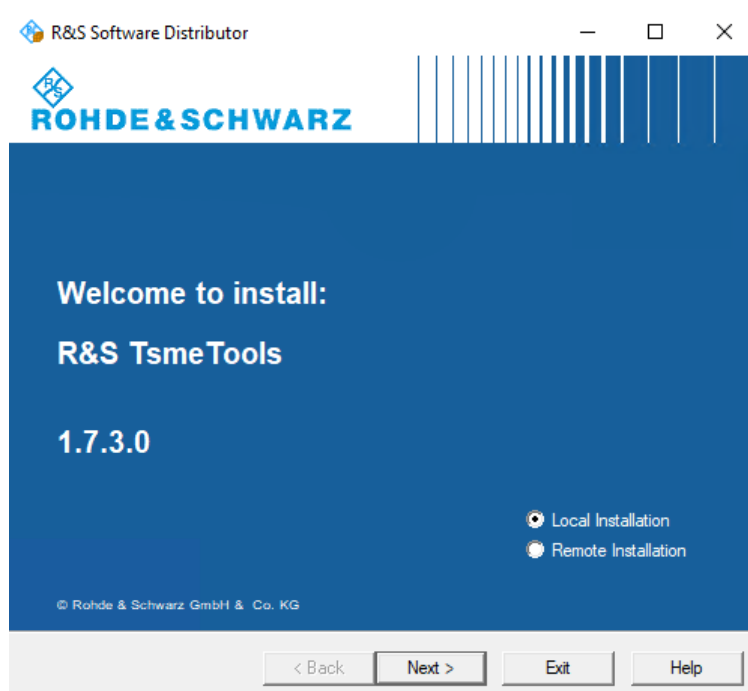 R&S Software Distributor
R&S
ROHDE&SCHWARZ
Welcome to install:
R&S TsmeTools
1.7.3.0
Local Installation
Remote Installation
© Rohde & Schwarz GmbH & Co. KG
< Back Next > Exit Help